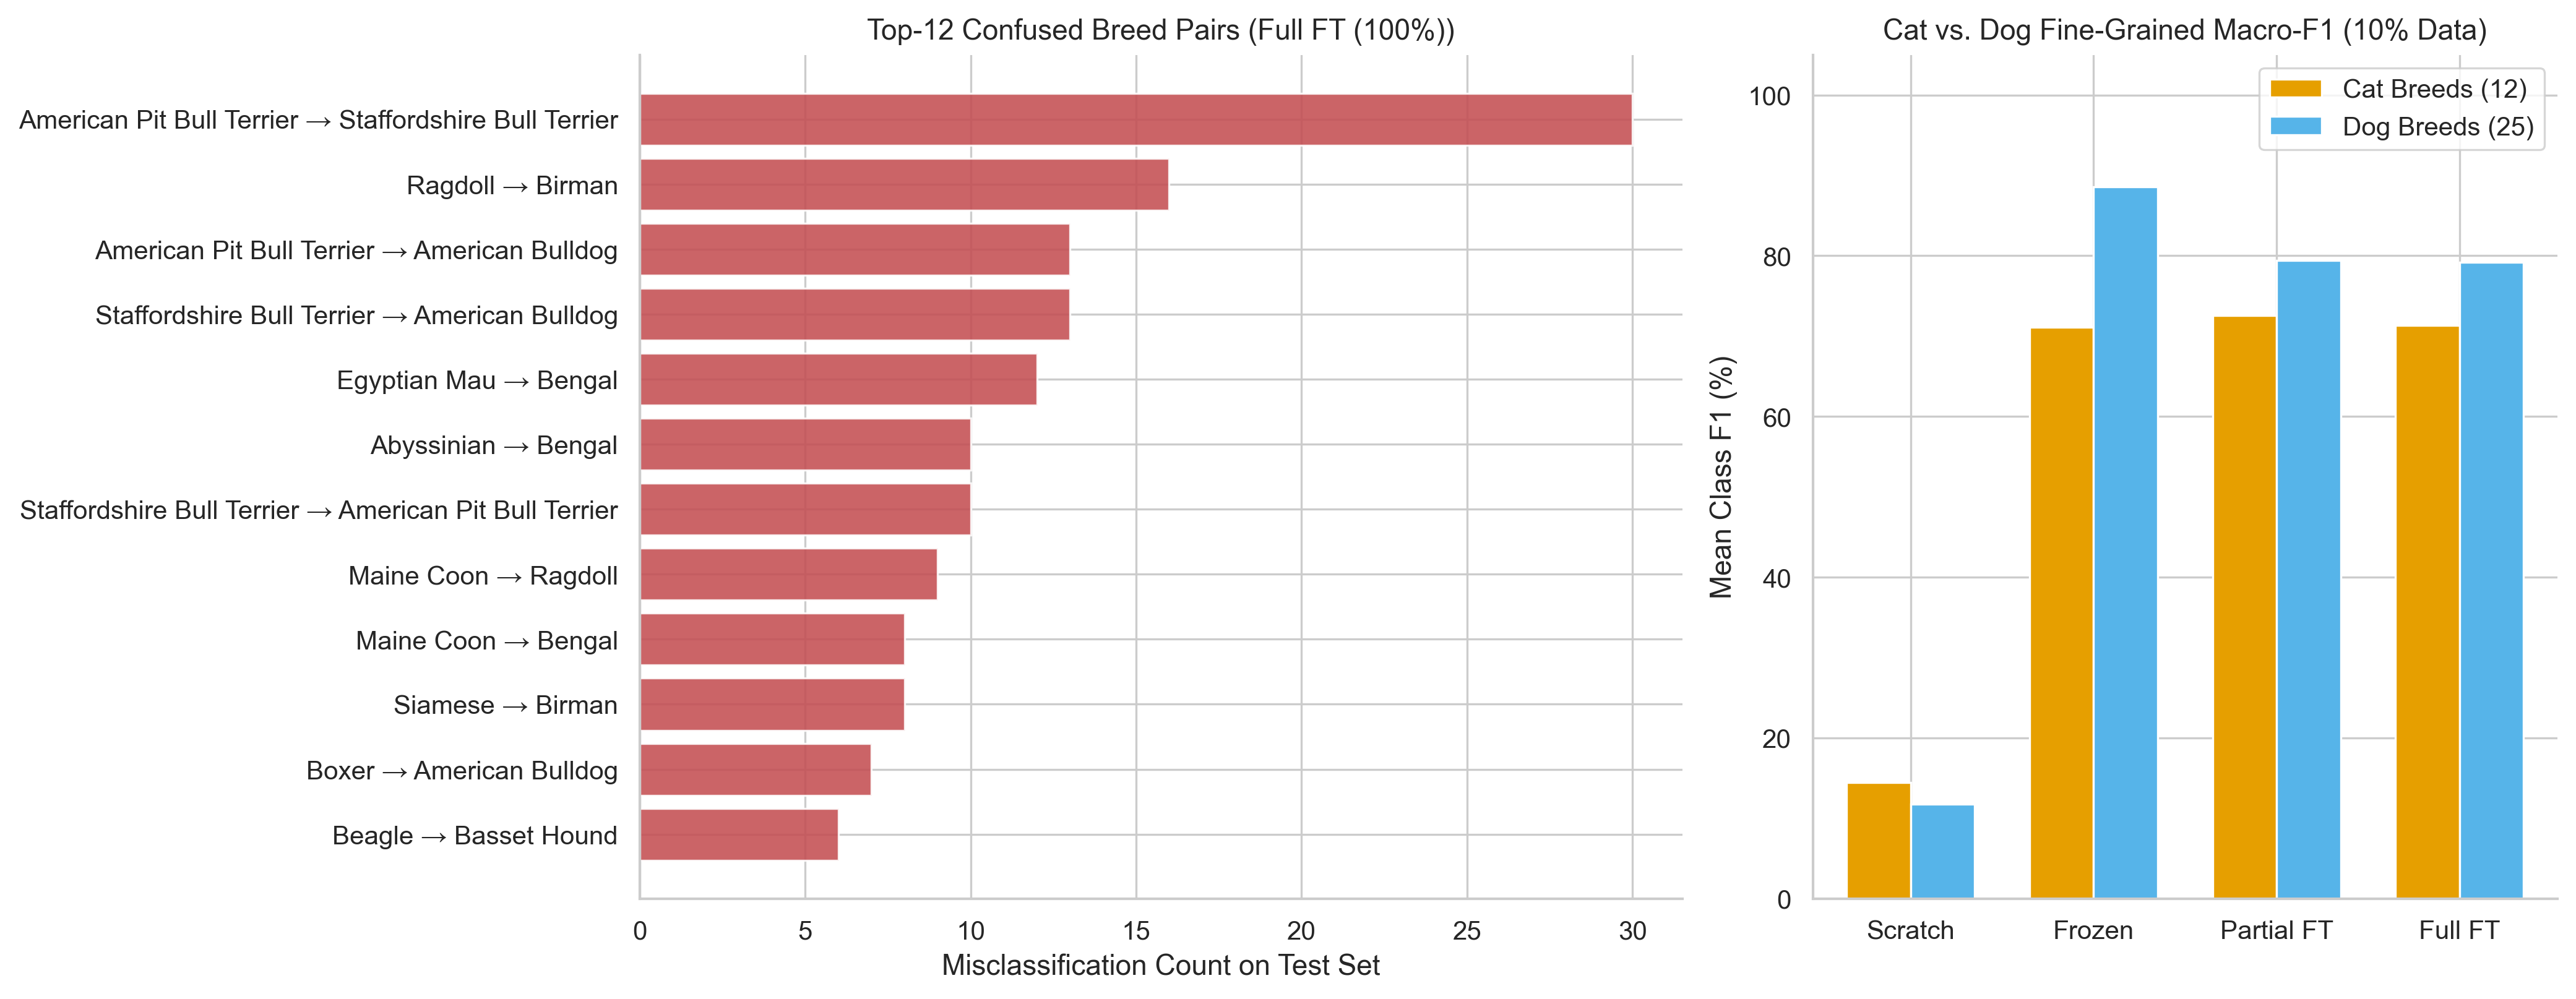 Top-12 Confused Breed Pairs (Full FT (100%))
American Pit Bull Terrier → Staffordshire Bull Terrier
Ragdoll → Birman
American Pit Bull Terrier → American Bulldog
Staffordshire Bull Terrier → American Bulldog
Egyptian Mau → Bengal
Abyssinian → Bengal
Staffordshire Bull Terrier → American Pit Bull Terrier
Maine Coon → Ragdoll
Maine Coon → Bengal
Siamese → Birman
Boxer → American Bulldog
Beagle → Basset Hound
0 5 10 15 20 25 30
Misclassification Count on Test Set
Cat vs. Dog Fine-Grained Macro-F1 (10% Data)
Cat Breeds (12)
Dog Breeds (25)
Mean Class F1 (%)
100
80
60
40
20
0
Scratch Frozen Partial FT Full FT